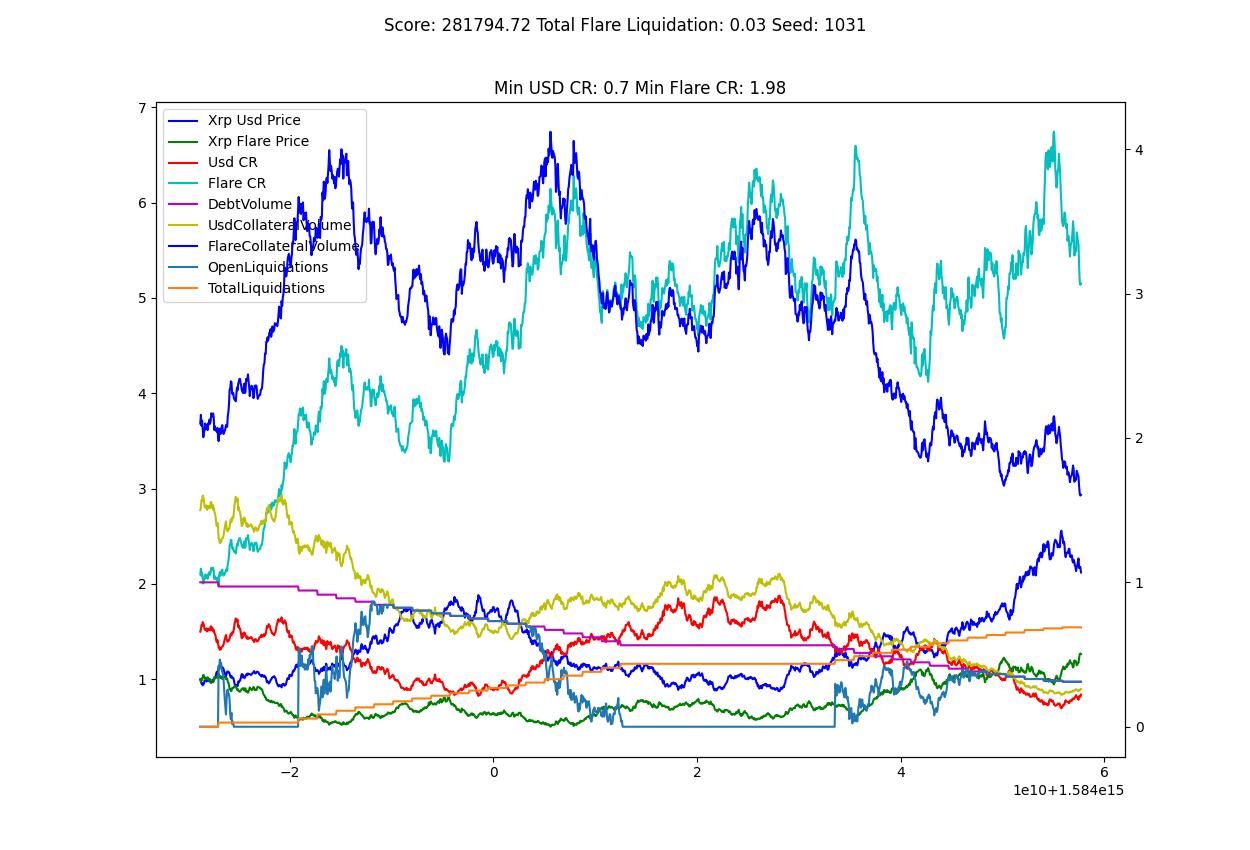 Score: 281794.72 Total Flare Liquidation: 0.03 Seed: 1031
Min USD CR: 0.7 Min Flare CR: 1.98
Xrp Usd Price
Xrp Flare Price
Usd CR
Flare CR
DebtVolume
UsdCollateralVolume
FlareCollateralVolume
OpenLiquidations
TotalLiquidations
7
6
5
4
3
2
1
4
3
2
1
0
−2
0
2
4
6
1e10+1.584e15